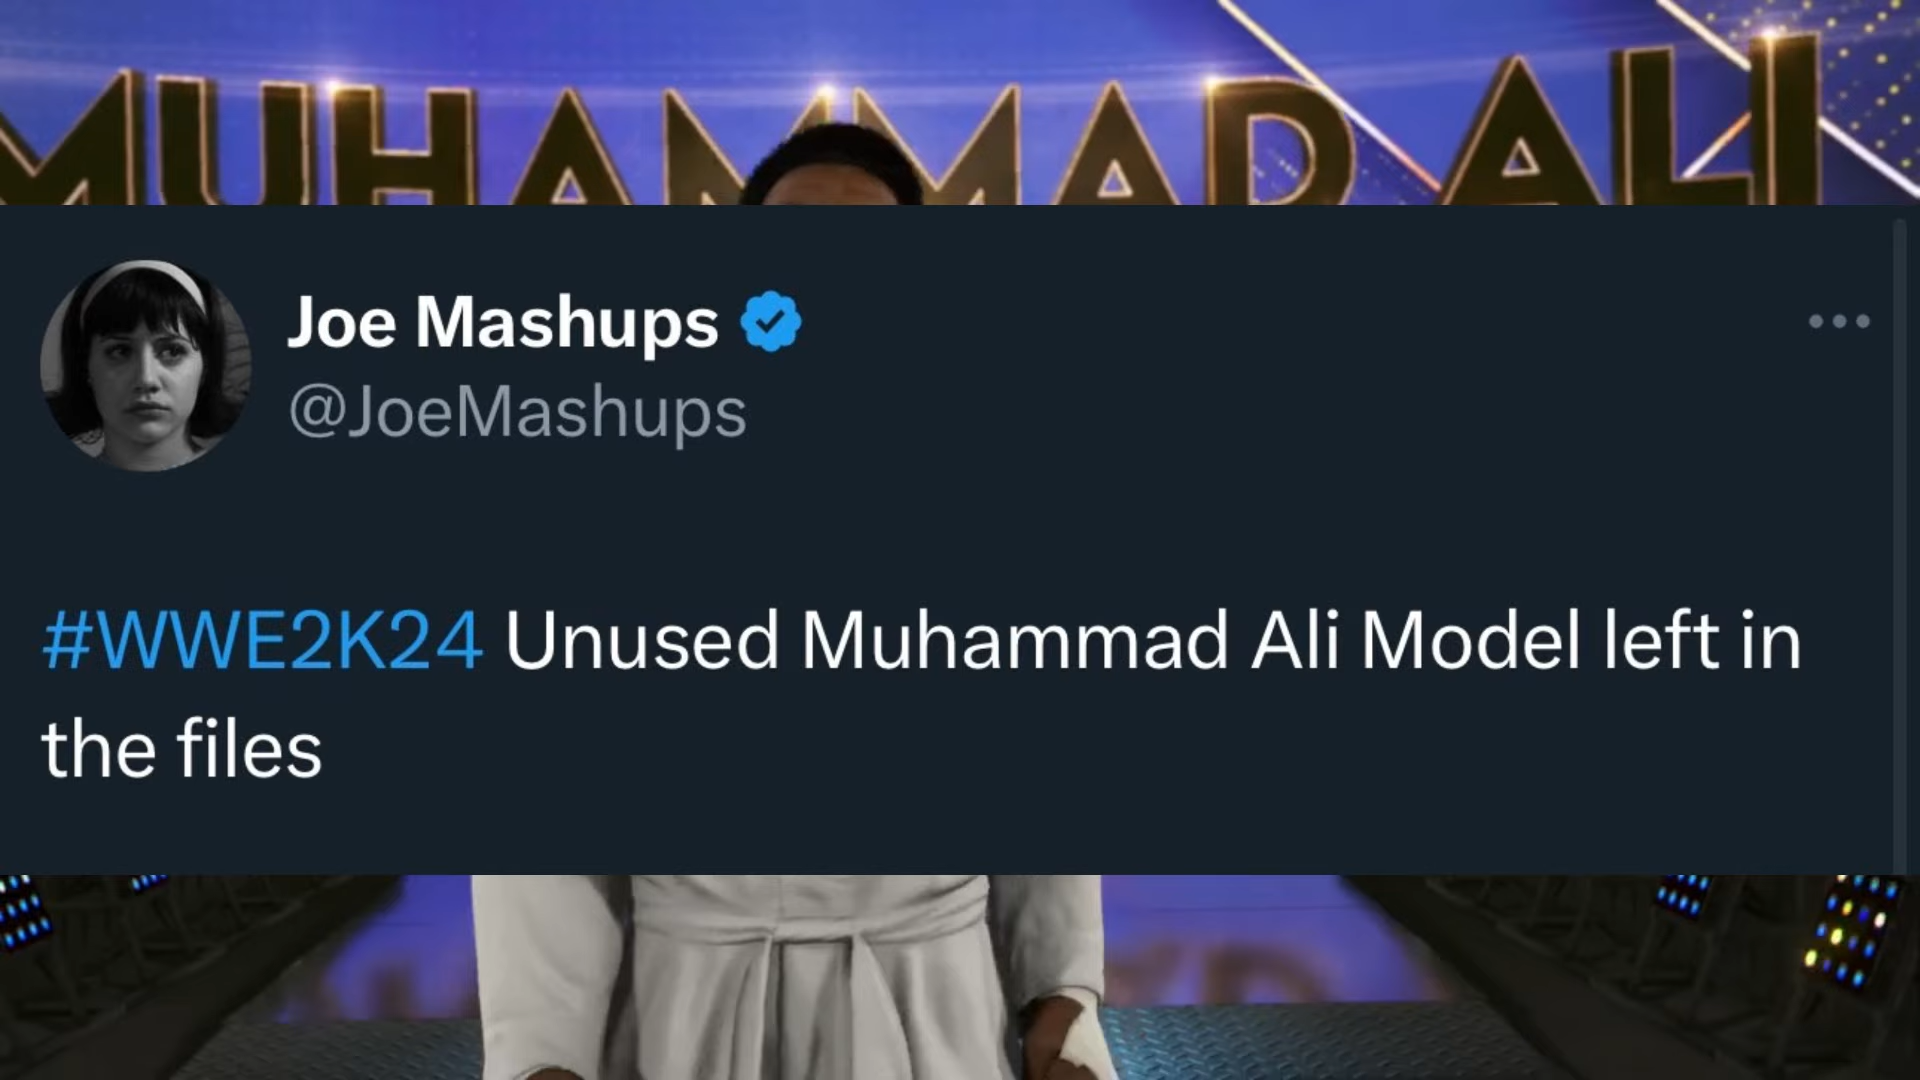 MUHAMMAD ALI
Joe Mashups
@JoeMashups
#WWE2K24 Unused Muhammad Ali Model left in
the files